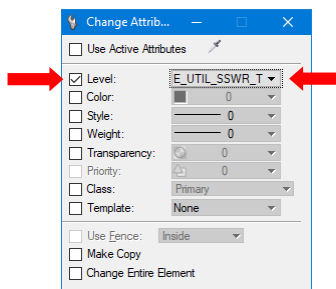 Change Attrib...
Use Active Attributes
Level: E_UTIL_SSWR_T
Color: 0
Style: 0
Weight: 0
Transparency: 0
Priority: 0
Class: Primary
Template: None
Use Fence: Inside
Make Copy
Change Entire Element